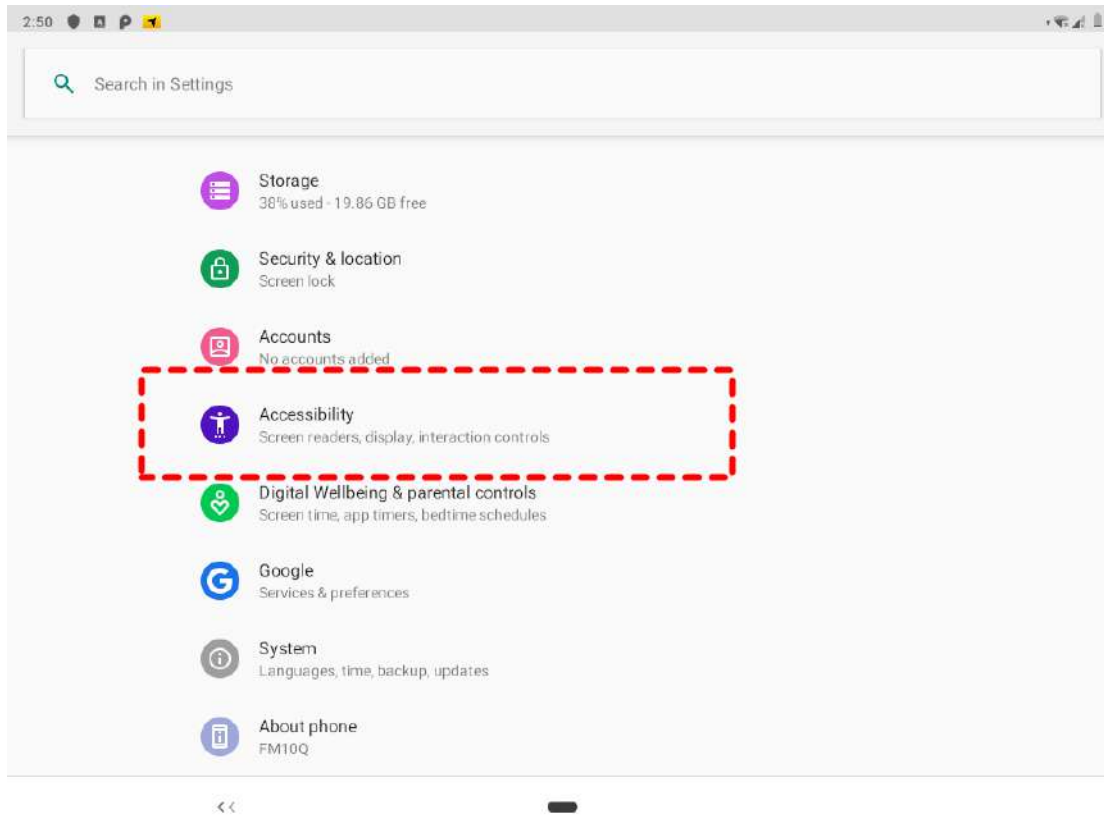 2:50
Search in Settings
Storage
38% used - 19.86 GB free
Security & location
Screen lock
Accounts
No accounts added
Accessibility
Screen readers, display, interaction controls
Digital Wellbeing & parental controls
Screen time, app timers, bedtime schedules
Google
Services & preferences
System
Languages, time, backup, updates
About phone
FM10Q